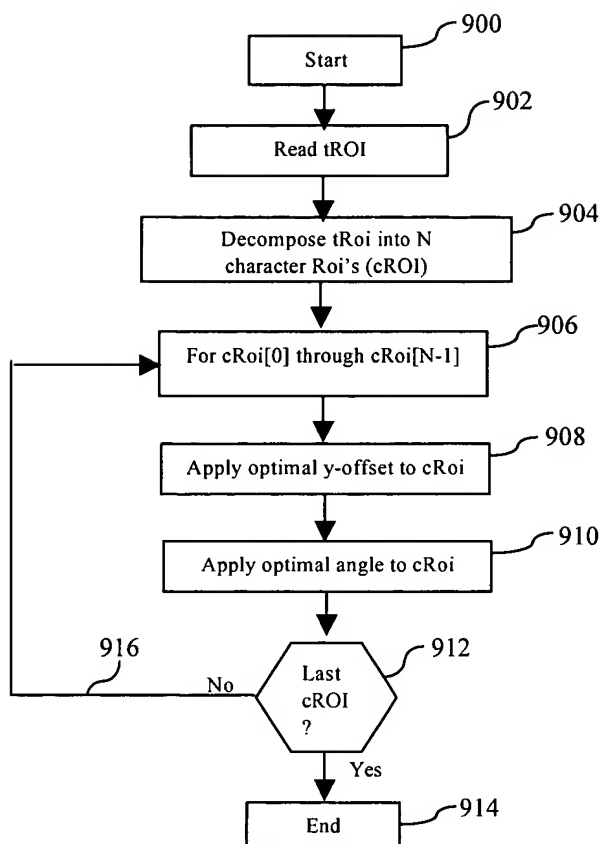 900
Start
902
Read tROI
904
Decompose tRoi into N
character Roi's (cROI)
906
For cRoi[0] through cRoi[N-1]
908
Apply optimal y-offset to cRoi
910
Apply optimal angle to cRoi
916
912
No
Last
cROI
?
Yes
914
End